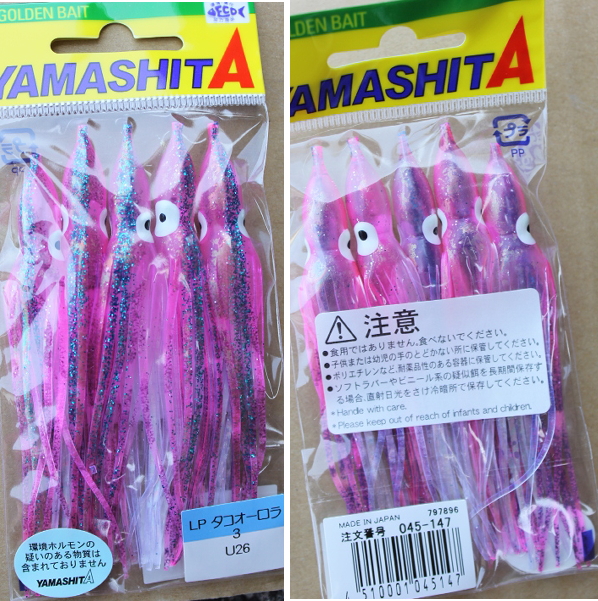 GOLDEN BAIT
YAMASHITA
LP タコオーロラ
3
U26
環境ホルモンの
疑いのある物質は
含まれておりません
YAMASHITA
GOLDEN BAIT
YAMASHITA
プラ
PP
注意
●食用ではありません。食べないでください。
●子供または幼児の手のとどかない所に保管してください。
●ポリエチレンなど、耐薬品性のある容器に保管してください。
●ソフトラバーやビニール系の疑似餌を長期間保存す
る場合、直射日光をさけ冷暗所で保存してください。
*Handle with care.
*Please keep out of reach of infants and children.
MADE IN JAPAN 797896
注文番号 045-147
4 510001 045147